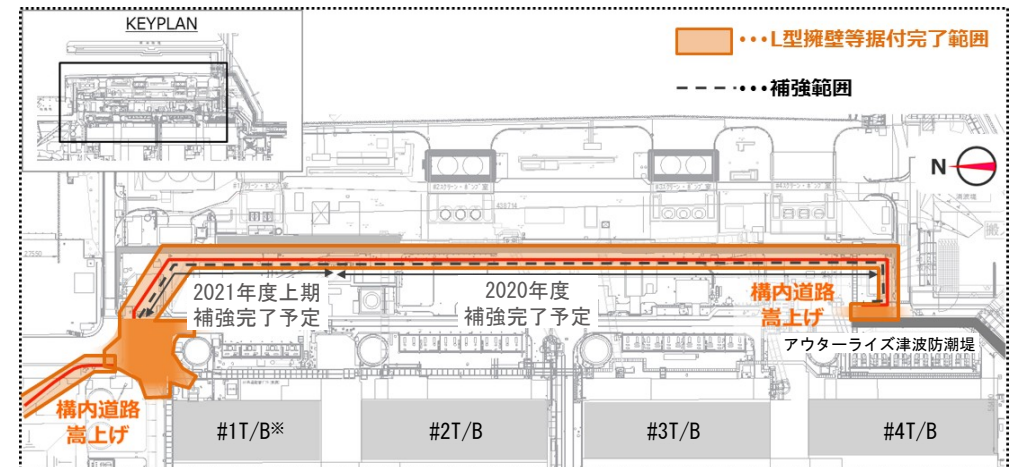 KEYPLAN
・・・L型擁壁等据付完了範囲
・・・補強範囲
N
2021年度上期
補強完了予定
2020年度
補強完了予定
構内道路
嵩上げ
アウターライズ津波防潮堤
構内道路
嵩上げ
#1T/B※
#2T/B
#3T/B
#4T/B